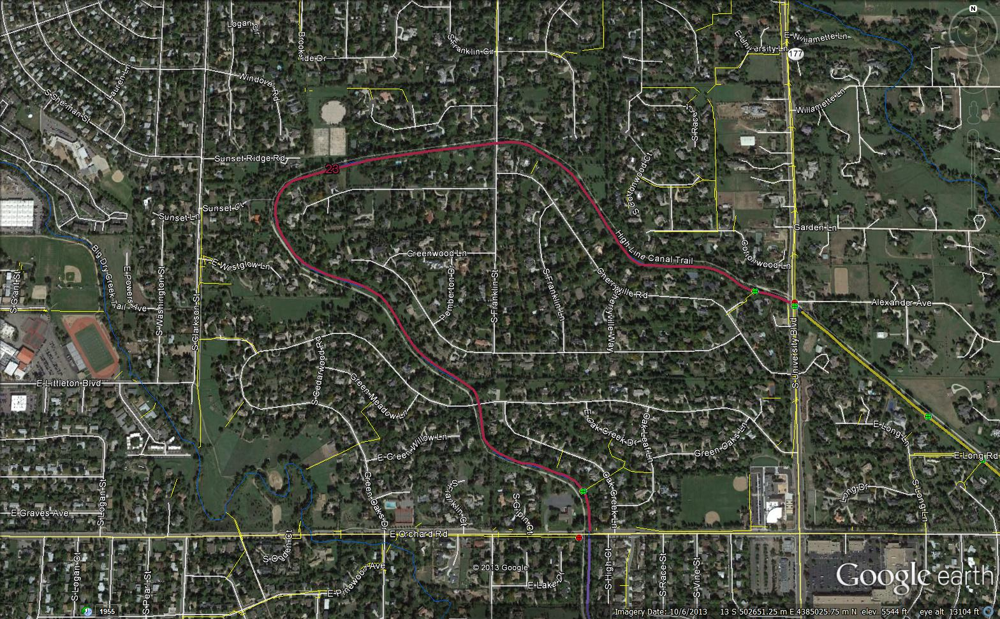 N
Logan Cir
Brookside Dr
S Franklin Cir
E Willamette Ln
E University Ln
177
Lauren Ln
Windover Rd
S Sherman St
Willamette Ln
S Race
Sunset Ridge Rd
23
S Cottonwood Ct
Sunset Ct
Sunset Ln
Garden Ln
High Line Canal Trail
Cottonwood Ln
Greenwood Ln
E Westglow Ln
Big Dry Creek Trail
E Powers Ave
S Grant St
S Washington St
S Clarkson St
Pemberton Dr
S Franklin St
S Franklin Ln
Cherryville Rd
Cherryville Way
Alexander Ave
S University Blvd
E Littleton Blvd
S Cedarwood Rd
Green Meadow Ln
E Oak Creek Dr
Oak Leaf Ln
Green Oaks Ln
E Long Ln
E Long Rd
E Green Willow Ln
Green Oaks Dr
S Franklin Ct
S Gilpin Ct
Oak Creek Ln
Long Dr
S Long Ln
E Graves Ave
S Logan St
E Orchard Rd
S Ogden Ct
S Logan Ct
S Pearl St
E Pinewood Ave
© 2013 Google
E Lake Dr
S High Ct
S Race St
S Vine St
Google earth
1955
Imagery Date: 10/6/2013 13 S 502651.25 m E 4385025.75 m N elev 5544 ft eye alt 13104 ft